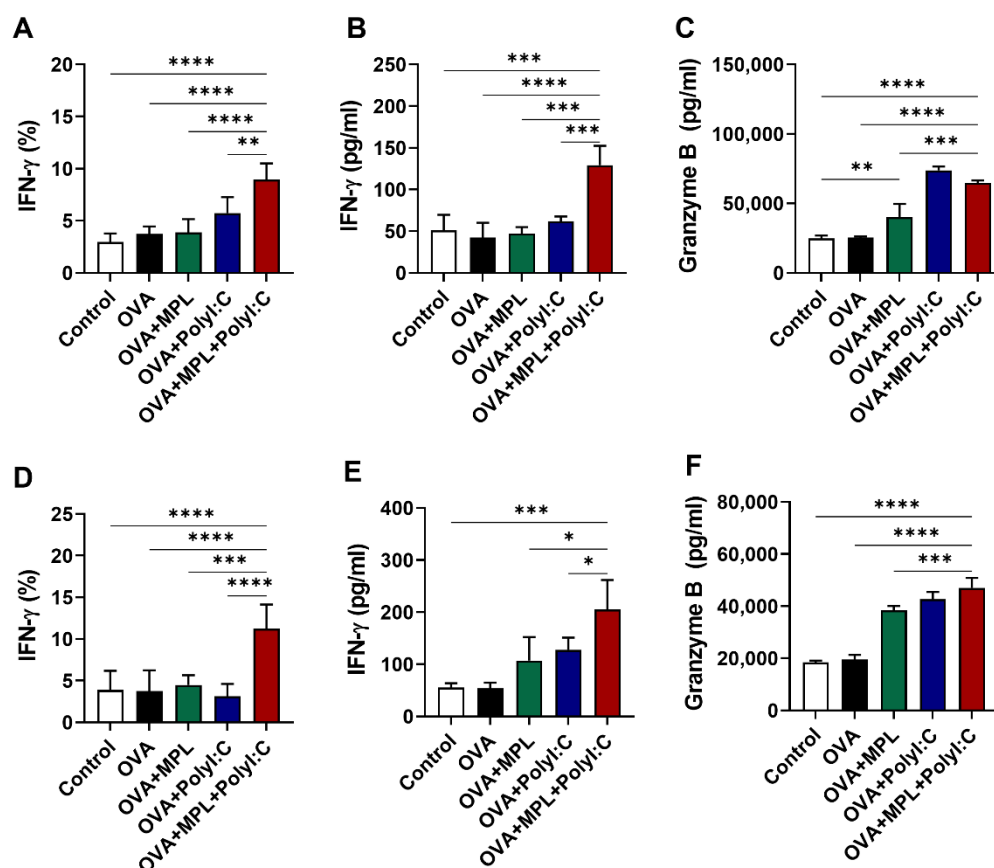 A
IFN-γ (%)
20
15
10
5
0
****
****
****
**
Control
OVA
OVA+MPL
OVA+PolyI:C
OVA+MPL+PolyI:C
B
IFN-γ (pg/ml)
250
200
150
100
50
0
***
****
***
***
Control
OVA
OVA+MPL
OVA+PolyI:C
OVA+MPL+PolyI:C
C
Granzyme B (pg/ml)
150,000
100,000
50,000
0
****
****
***
**
Control
OVA
OVA+MPL
OVA+PolyI:C
OVA+MPL+PolyI:C
D
IFN-γ (%)
25
20
15
10
5
0
****
****
***
****
Control
OVA
OVA+MPL
OVA+PolyI:C
OVA+MPL+PolyI:C
E
IFN-γ (pg/ml)
400
300
200
100
0
***
*
*
Control
OVA
OVA+MPL
OVA+PolyI:C
OVA+MPL+PolyI:C
F
Granzyme B (pg/ml)
80,000
60,000
40,000
20,000
0
****
****
***
Control
OVA
OVA+MPL
OVA+PolyI:C
OVA+MPL+PolyI:C